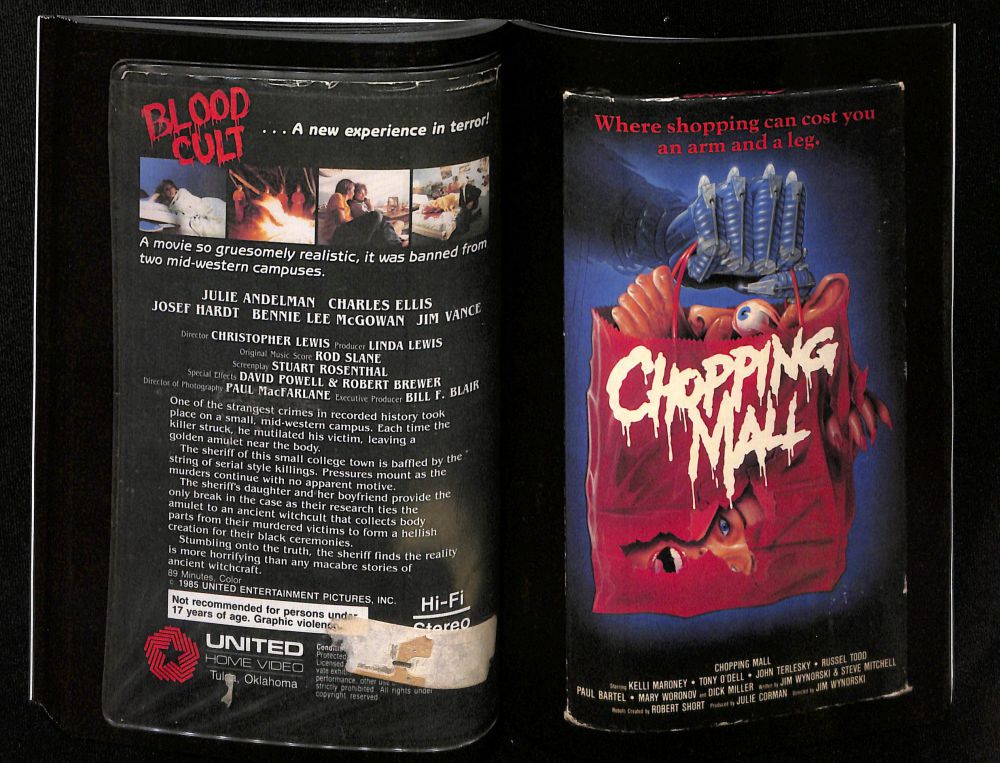 BLOOD
CULT
. . . A new experience in terror!
A movie so gruesomely realistic, it was banned from
two mid-western campuses.
JULIE ANDELMAN CHARLES ELLIS
JOSEF HARDT BENNIE LEE McGOWAN JIM VANCE
Director CHRISTOPHER LEWIS Producer LINDA LEWIS
Original Music Score ROD SLANE
Screenplay STUART ROSENTHAL
Special Effects DAVID POWELL & ROBERT BREWER
Director of Photography PAUL MacFARLANE Executive Producer BILL F. BLAIR
One of the strangest crimes in recorded history took
place on a small, mid-western campus. Each time the
killer struck, he mutilated his victim, leaving a
golden amulet near the body.
The sheriff of this small college town is baffled by the
string of serial style killings. Pressures mount as the
murders continue with no apparent motive.
The sheriff's daughter and her boyfriend provide the
only break in the case as their research ties the
amulet to an ancient witchcult that collects body
parts from their murdered victims to form a hellish
creation for their black ceremonies.
Stumbling onto the truth, the sheriff finds the reality
is more horrifying than any macabre stories of
ancient witchcraft.
89 Minutes, Color
© 1985 UNITED ENTERTAINMENT PICTURES, INC.
Not recommended for persons under
17 years of age. Graphic violence
Hi-Fi
Stereo
UNITED
HOME VIDEO
Tulsa, Oklahoma
Protected
Licensed
vate exhib
performance, other use
strictly prohibited. All rights under
copyright reserved
Where shopping can cost you
an arm and a leg.
CHOPPING
MALL
CHOPPING MALL
Starring KELLI MARONEY • TONY O'DELL • JOHN TERLESKY • RUSSEL TODD
PAUL BARTEL • MARY WORONOV and DICK MILLER Written by JIM WYNORSKI & STEVE MITCHELL
Robots Created by ROBERT SHORT Produced by JULIE CORMAN Directed by JIM WYNORSKI